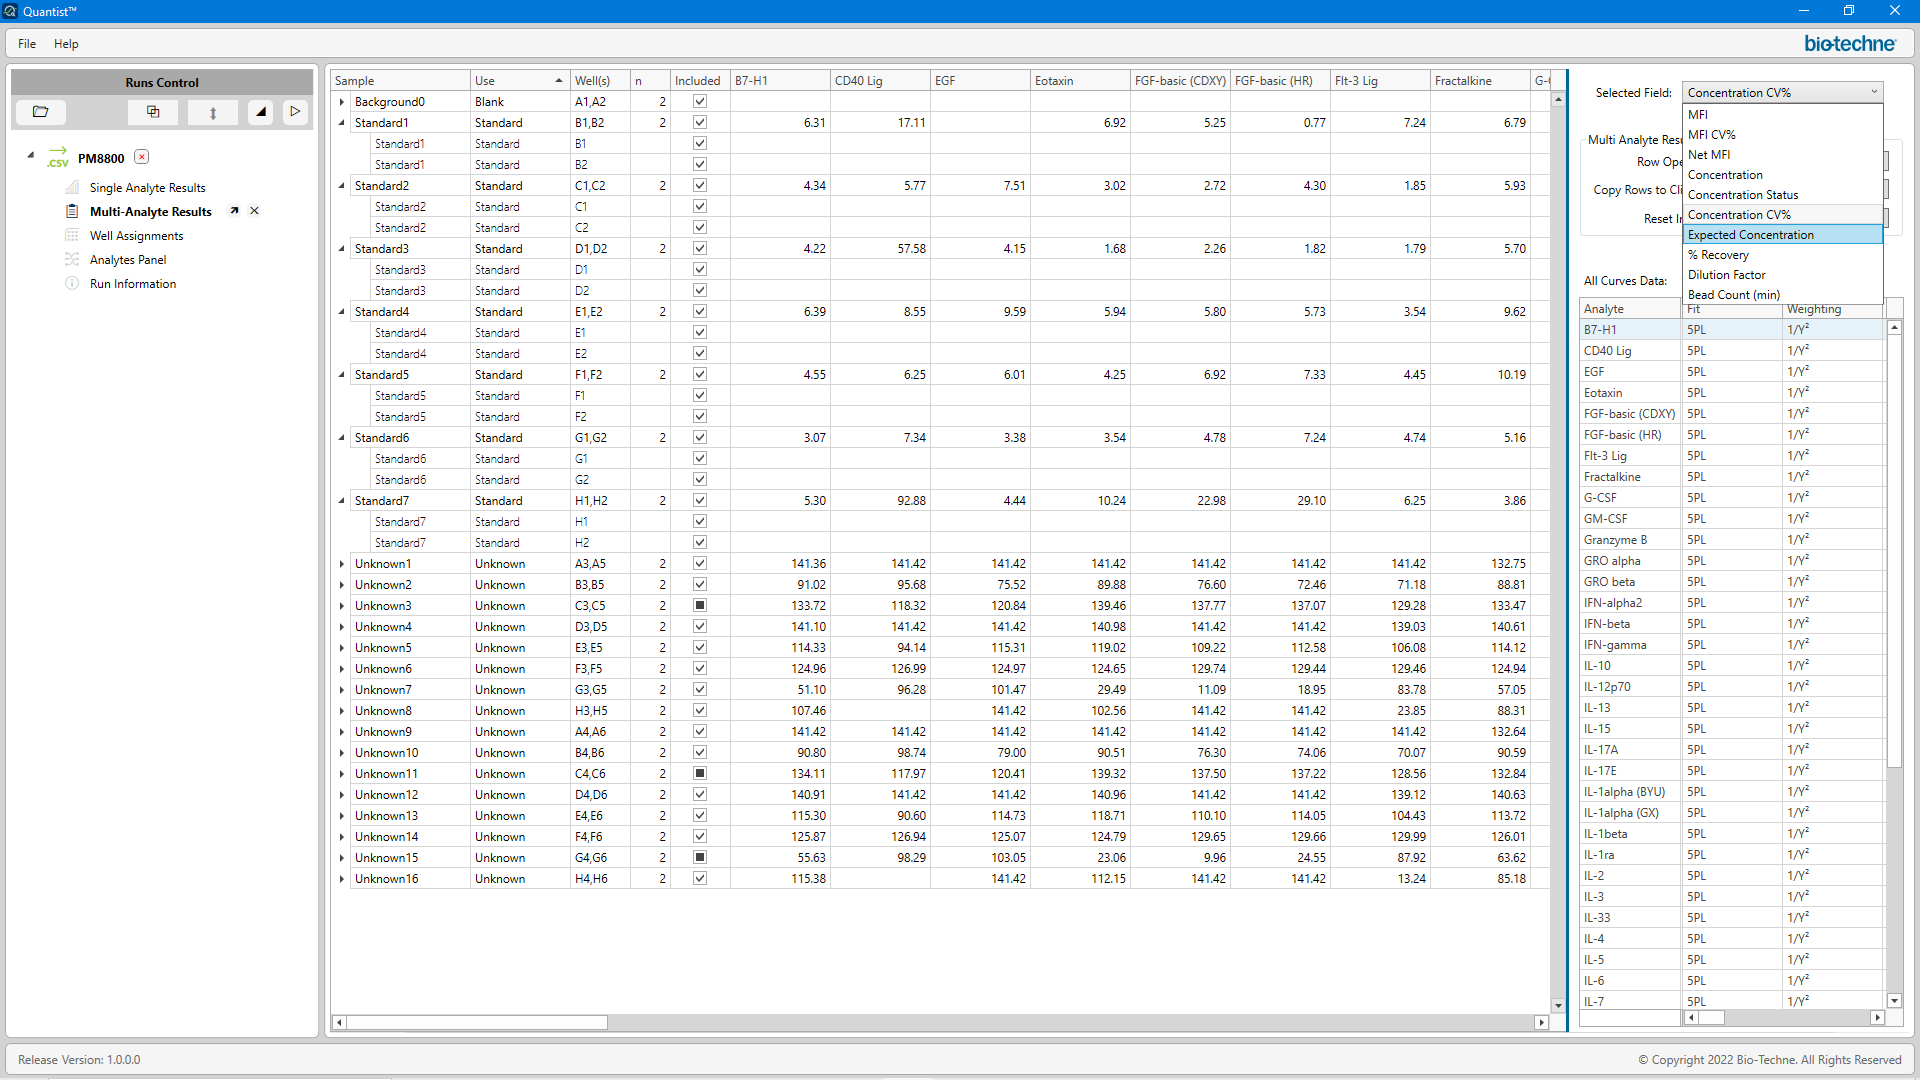 Quantist™
File Help
bio-techne
Runs Control
.csv PM8800
Single Analyte Results
Multi-Analyte Results
Well Assignments
Analytes Panel
Run Information
Sample Use Well(s) n Included B7-H1 CD40 Lig EGF Eotaxin FGF-basic (CDXY) FGF-basic (HR) Flt-3 Lig Fractalkine
Background0 Blank A1,A2 2
Standard1 Standard B1,B2 2 6.31 17.11 6.92 5.25 0.77 7.24 6.79
Standard1 Standard B1
Standard1 Standard B2
Standard2 Standard C1,C2 2 4.34 5.77 7.51 3.02 2.72 4.30 1.85 5.93
Standard2 Standard C1
Standard2 Standard C2
Standard3 Standard D1,D2 2 4.22 57.58 4.15 1.68 2.26 1.82 1.79 5.70
Standard3 Standard D1
Standard3 Standard D2
Standard4 Standard E1,E2 2 6.39 8.55 9.59 5.94 5.80 5.73 3.54 9.62
Standard4 Standard E1
Standard4 Standard E2
Standard5 Standard F1,F2 2 4.55 6.25 6.01 4.25 6.92 7.33 4.45 10.19
Standard5 Standard F1
Standard5 Standard F2
Standard6 Standard G1,G2 2 3.07 7.34 3.38 3.54 4.78 7.24 4.74 5.16
Standard6 Standard G1
Standard6 Standard G2
Standard7 Standard H1,H2 2 5.30 92.88 4.44 10.24 22.98 29.10 6.25 3.86
Standard7 Standard H1
Standard7 Standard H2
Unknown1 Unknown A3,A5 2 141.36 141.42 141.42 141.42 141.42 141.42 141.42 132.75
Unknown2 Unknown B3,B5 2 91.02 95.68 75.52 89.88 76.60 72.46 71.18 88.81
Unknown3 Unknown C3,C5 2 133.72 118.32 120.84 139.46 137.77 137.07 129.28 133.47
Unknown4 Unknown D3,D5 2 141.10 141.42 141.42 140.98 141.42 141.42 139.03 140.61
Unknown5 Unknown E3,E5 2 114.33 94.14 115.31 119.02 109.22 112.58 106.08 114.12
Unknown6 Unknown F3,F5 2 124.96 126.99 124.97 124.65 129.74 129.44 129.46 124.94
Unknown7 Unknown G3,G5 2 51.10 96.28 101.47 29.49 11.09 18.95 83.78 57.05
Unknown8 Unknown H3,H5 2 107.46 141.42 102.56 141.42 141.42 23.85 88.31
Unknown9 Unknown A4,A6 2 141.42 141.42 141.42 141.42 141.42 141.42 141.42 132.64
Unknown10 Unknown B4,B6 2 90.80 98.74 79.00 90.51 76.30 74.06 70.07 90.59
Unknown11 Unknown C4,C6 2 134.11 117.97 120.41 139.32 137.50 137.22 128.56 132.84
Unknown12 Unknown D4,D6 2 140.91 141.42 141.42 140.96 141.42 141.42 139.12 140.63
Unknown13 Unknown E4,E6 2 115.30 90.60 114.73 118.71 110.10 114.05 104.43 113.72
Unknown14 Unknown F4,F6 2 125.87 126.94 125.07 124.79 129.65 129.66 129.99 126.01
Unknown15 Unknown G4,G6 2 55.63 98.29 103.05 23.06 9.96 24.55 87.92 63.62
Unknown16 Unknown H4,H6 2 115.38 141.42 112.15 141.42 141.42 13.24 85.18
Selected Field: Concentration CV%
MFI
MFI CV%
Net MFI
Concentration
Concentration Status
Concentration CV%
Expected Concentration
% Recovery
Dilution Factor
Bead Count (min)
Multi Analyte
Row
Copy Rows to
Reset
All Curves Data:
Analyte Fit Weighting
B7-H1 5PL 1/Y²
CD40 Lig 5PL 1/Y²
EGF 5PL 1/Y²
Eotaxin 5PL 1/Y²
FGF-basic (CDXY) 5PL 1/Y²
FGF-basic (HR) 5PL 1/Y²
Flt-3 Lig 5PL 1/Y²
Fractalkine 5PL 1/Y²
G-CSF 5PL 1/Y²
GM-CSF 5PL 1/Y²
Granzyme B 5PL 1/Y²
GRO alpha 5PL 1/Y²
GRO beta 5PL 1/Y²
IFN-alpha2 5PL 1/Y²
IFN-beta 5PL 1/Y²
IFN-gamma 5PL 1/Y²
IL-10 5PL 1/Y²
IL-12p70 5PL 1/Y²
IL-13 5PL 1/Y²
IL-15 5PL 1/Y²
IL-17A 5PL 1/Y²
IL-17E 5PL 1/Y²
IL-1alpha (BYU) 5PL 1/Y²
IL-1alpha (GX) 5PL 1/Y²
IL-1beta 5PL 1/Y²
IL-1ra 5PL 1/Y²
IL-2 5PL 1/Y²
IL-3 5PL 1/Y²
IL-33 5PL 1/Y²
IL-4 5PL 1/Y²
IL-5 5PL 1/Y²
IL-6 5PL 1/Y²
IL-7 5PL 1/Y²
Release Version: 1.0.0.0
© Copyright 2022 Bio-Techne. All Rights Reserved